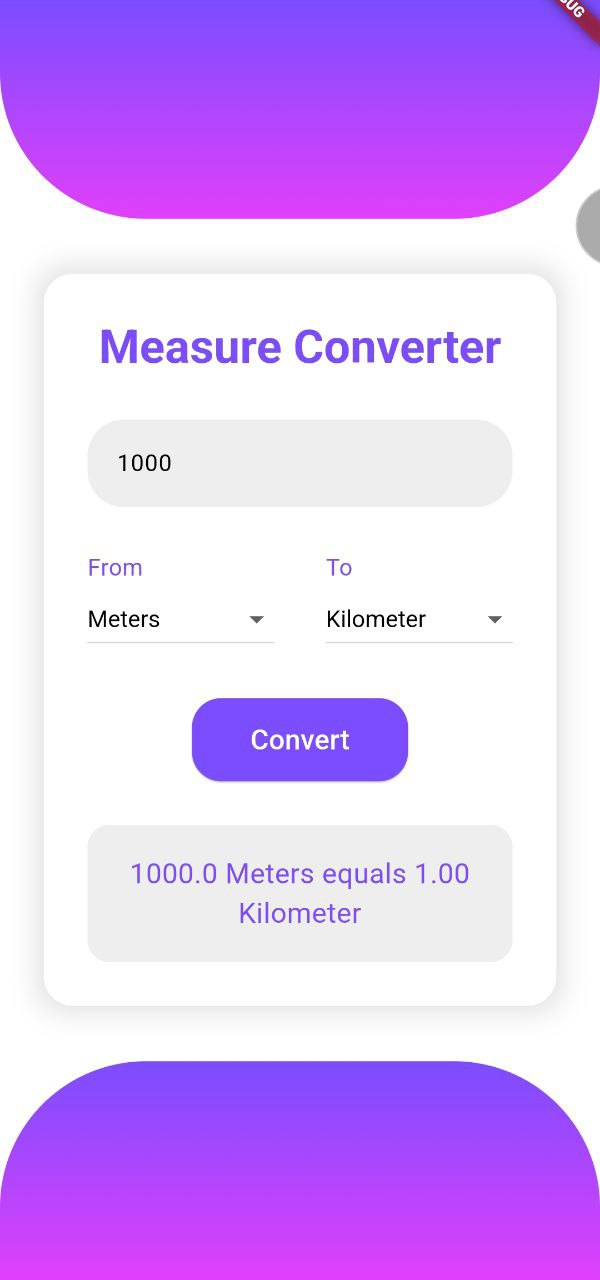 Measure Converter
1000
From To
Meters Kilometer
Convert
1000.0 Meters equals 1.00
Kilometer